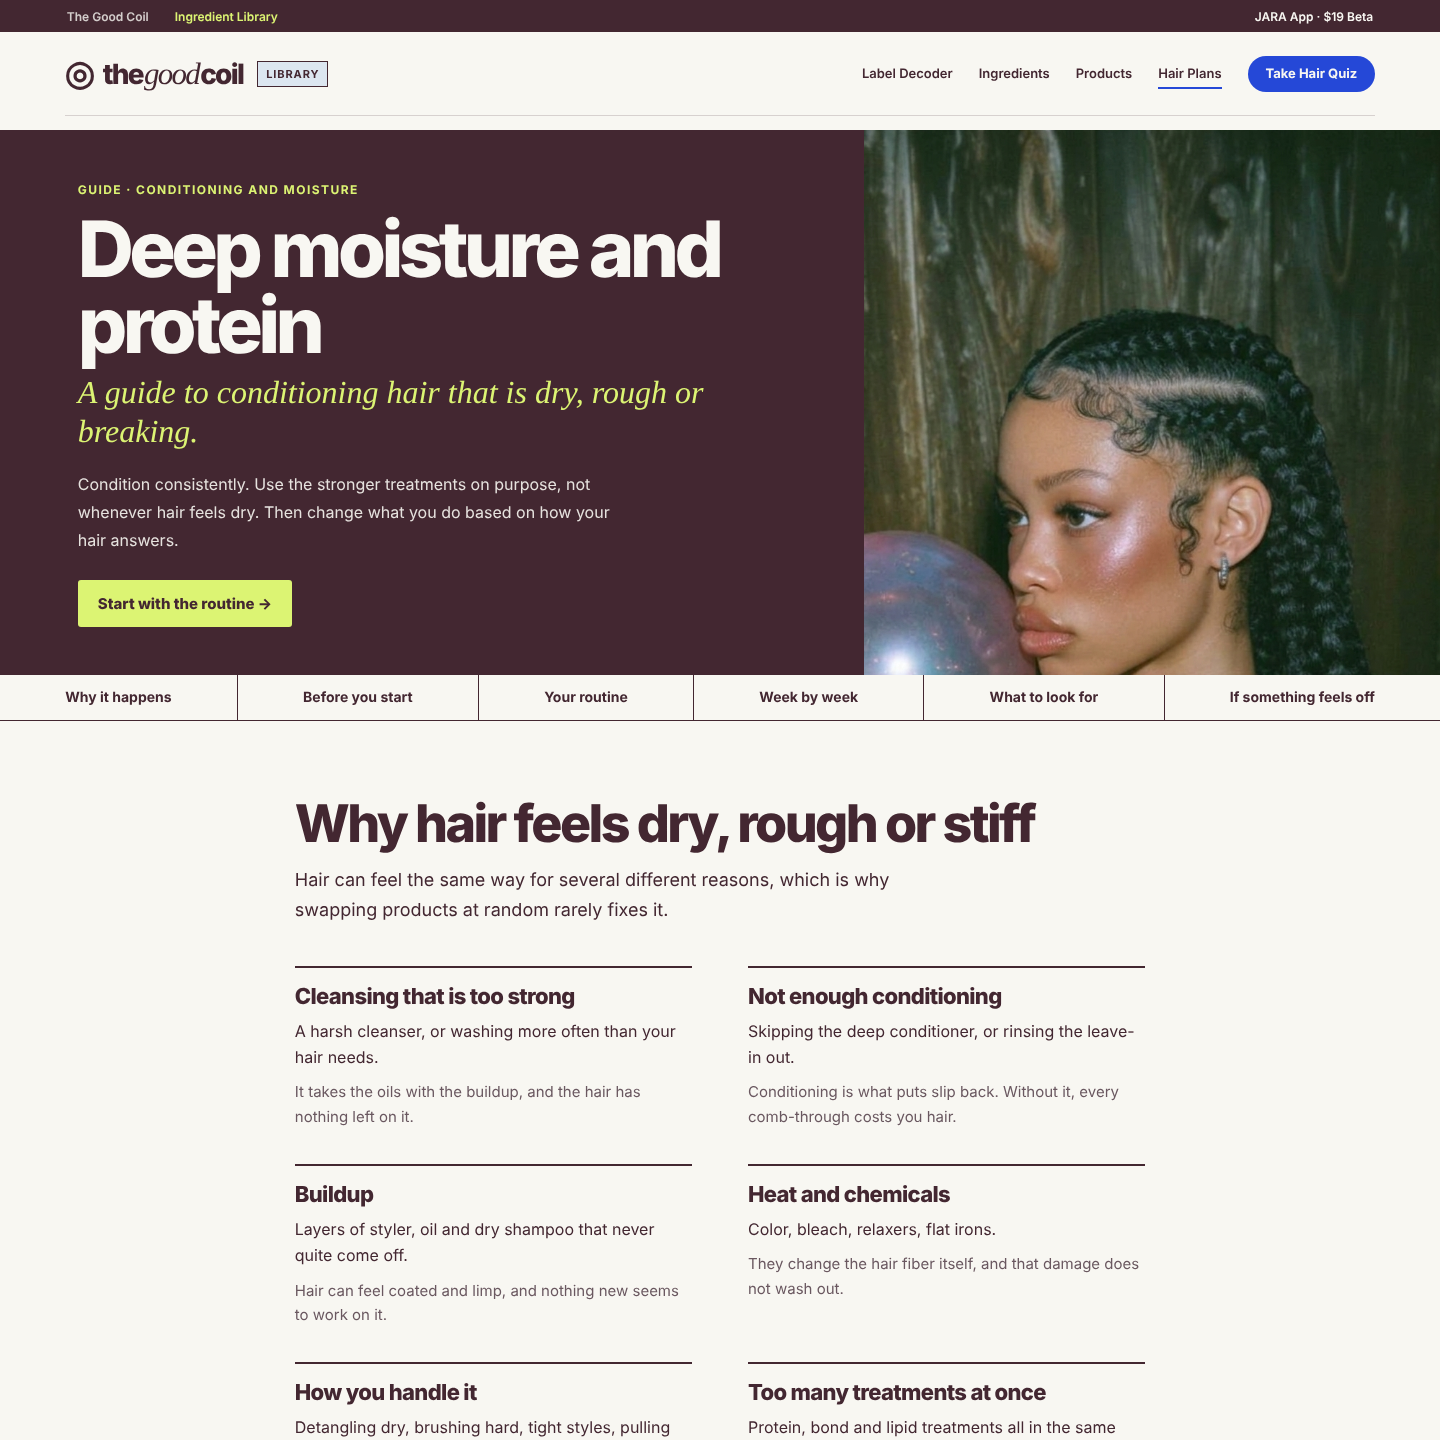 The Good Coil
Ingredient Library
JARA App · $19 Beta
thegoodcoil
LIBRARY
Label Decoder
Ingredients
Products
Hair Plans
Take Hair Quiz
GUIDE · CONDITIONING AND MOISTURE
Deep moisture and
protein
A guide to conditioning hair that is dry, rough or
breaking.
Condition consistently. Use the stronger treatments on purpose, not
whenever hair feels dry. Then change what you do based on how your
hair answers.
Start with the routine →
Why it happens
Before you start
Your routine
Week by week
What to look for
If something feels off
Why hair feels dry, rough or stiff
Hair can feel the same way for several different reasons, which is why
swapping products at random rarely fixes it.
Cleansing that is too strong
A harsh cleanser, or washing more often than your
hair needs.
It takes the oils with the buildup, and the hair has
nothing left on it.
Not enough conditioning
Skipping the deep conditioner, or rinsing the leave-
in out.
Conditioning is what puts slip back. Without it, every
comb-through costs you hair.
Buildup
Layers of styler, oil and dry shampoo that never
quite come off.
Hair can feel coated and limp, and nothing new seems
to work on it.
Heat and chemicals
Color, bleach, relaxers, flat irons.
They change the hair fiber itself, and that damage does
not wash out.
How you handle it
Detangling dry, brushing hard, tight styles, pulling
Too many treatments at once
Protein, bond and lipid treatments all in the same